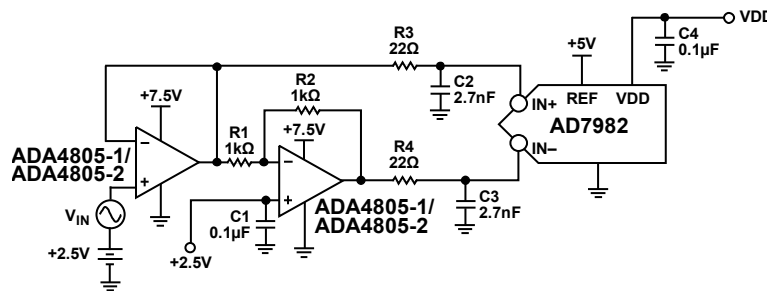 VDD
R3
22Ω
C4
0.1µF
+5V
R2
1kΩ
C2
2.7nF
+7.5V
+7.5V
IN+
REF
VDD
AD7982
R1
1kΩ
IN–
R4
22Ω
ADA4805-1/
ADA4805-2
–
+
–
+
ADA4805-1/
ADA4805-2
C3
2.7nF
VIN
C1
0.1µF
+2.5V
+2.5V